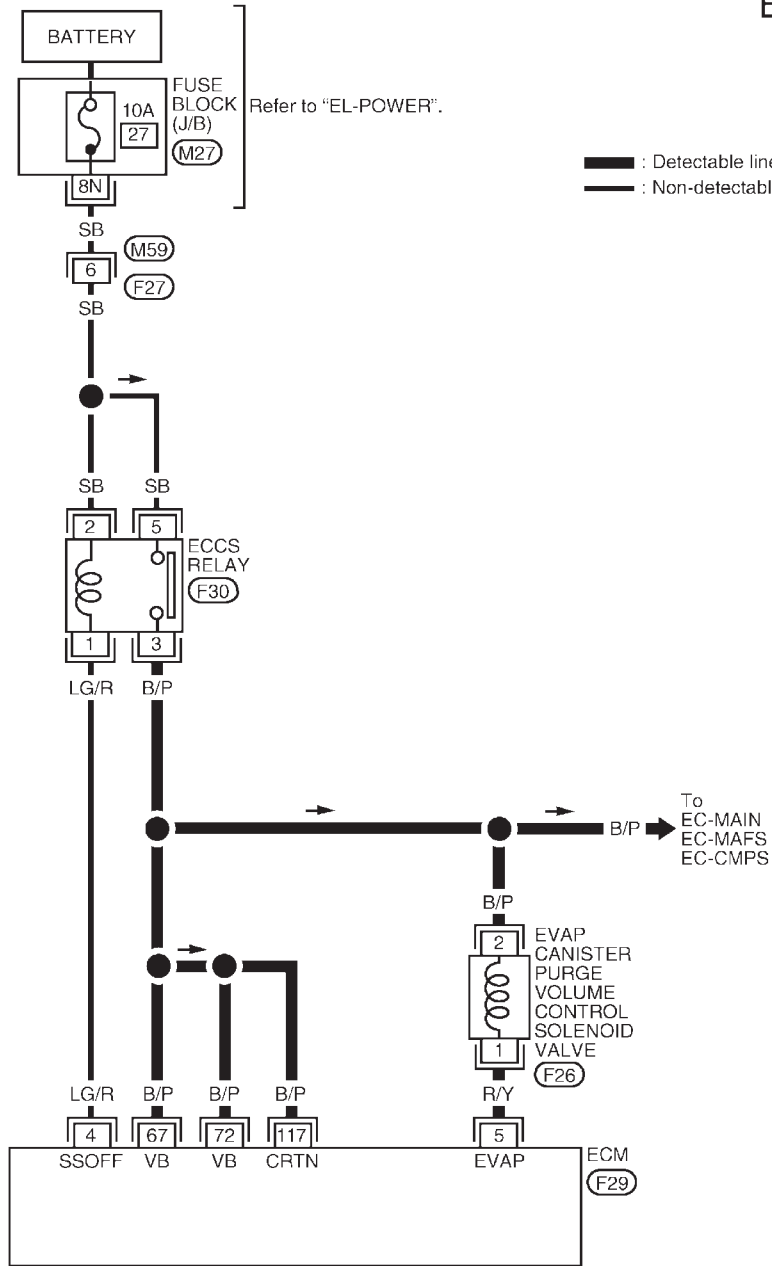 E
BATTERY
FUSE
BLOCK
(J/B)
M27
10A
27
Refer to “EL-POWER”.
8N
SB
M59
6
F27
SB
: Detectable line
: Non-detectabl
SB SB
2 5
ECCS
RELAY
F30
1 3
LG/R B/P
B/P
To
EC-MAIN
EC-MAFS
EC-CMPS
B/P
2
EVAP
CANISTER
PURGE
VOLUME
CONTROL
SOLENOID
VALVE
1
F26
LG/R B/P B/P B/P R/Y
4 67 72 117 5
SSOFF VB VB CRTN EVAP
ECM
F29